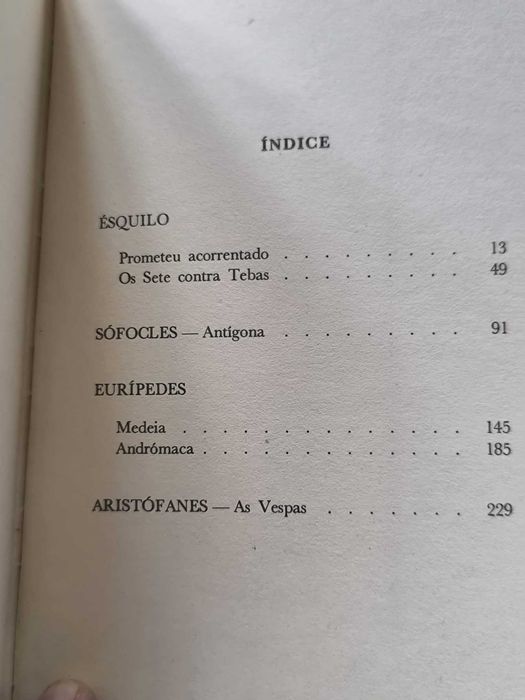 ÍNDICE
ÉSQUILO
Prometeu acorrentado . . . . . . . . . 13
Os Sete contra Tebas . . . . . . . . . 49
SÓFOCLES — Antígona . . . . . . . . . 91
EURÍPEDES
Medeia . . . . . . . . . . . . 145
Andrómaca . . . . . . . . . . . 185
ARISTÓFANES — As Vespas . . . . . . . 229